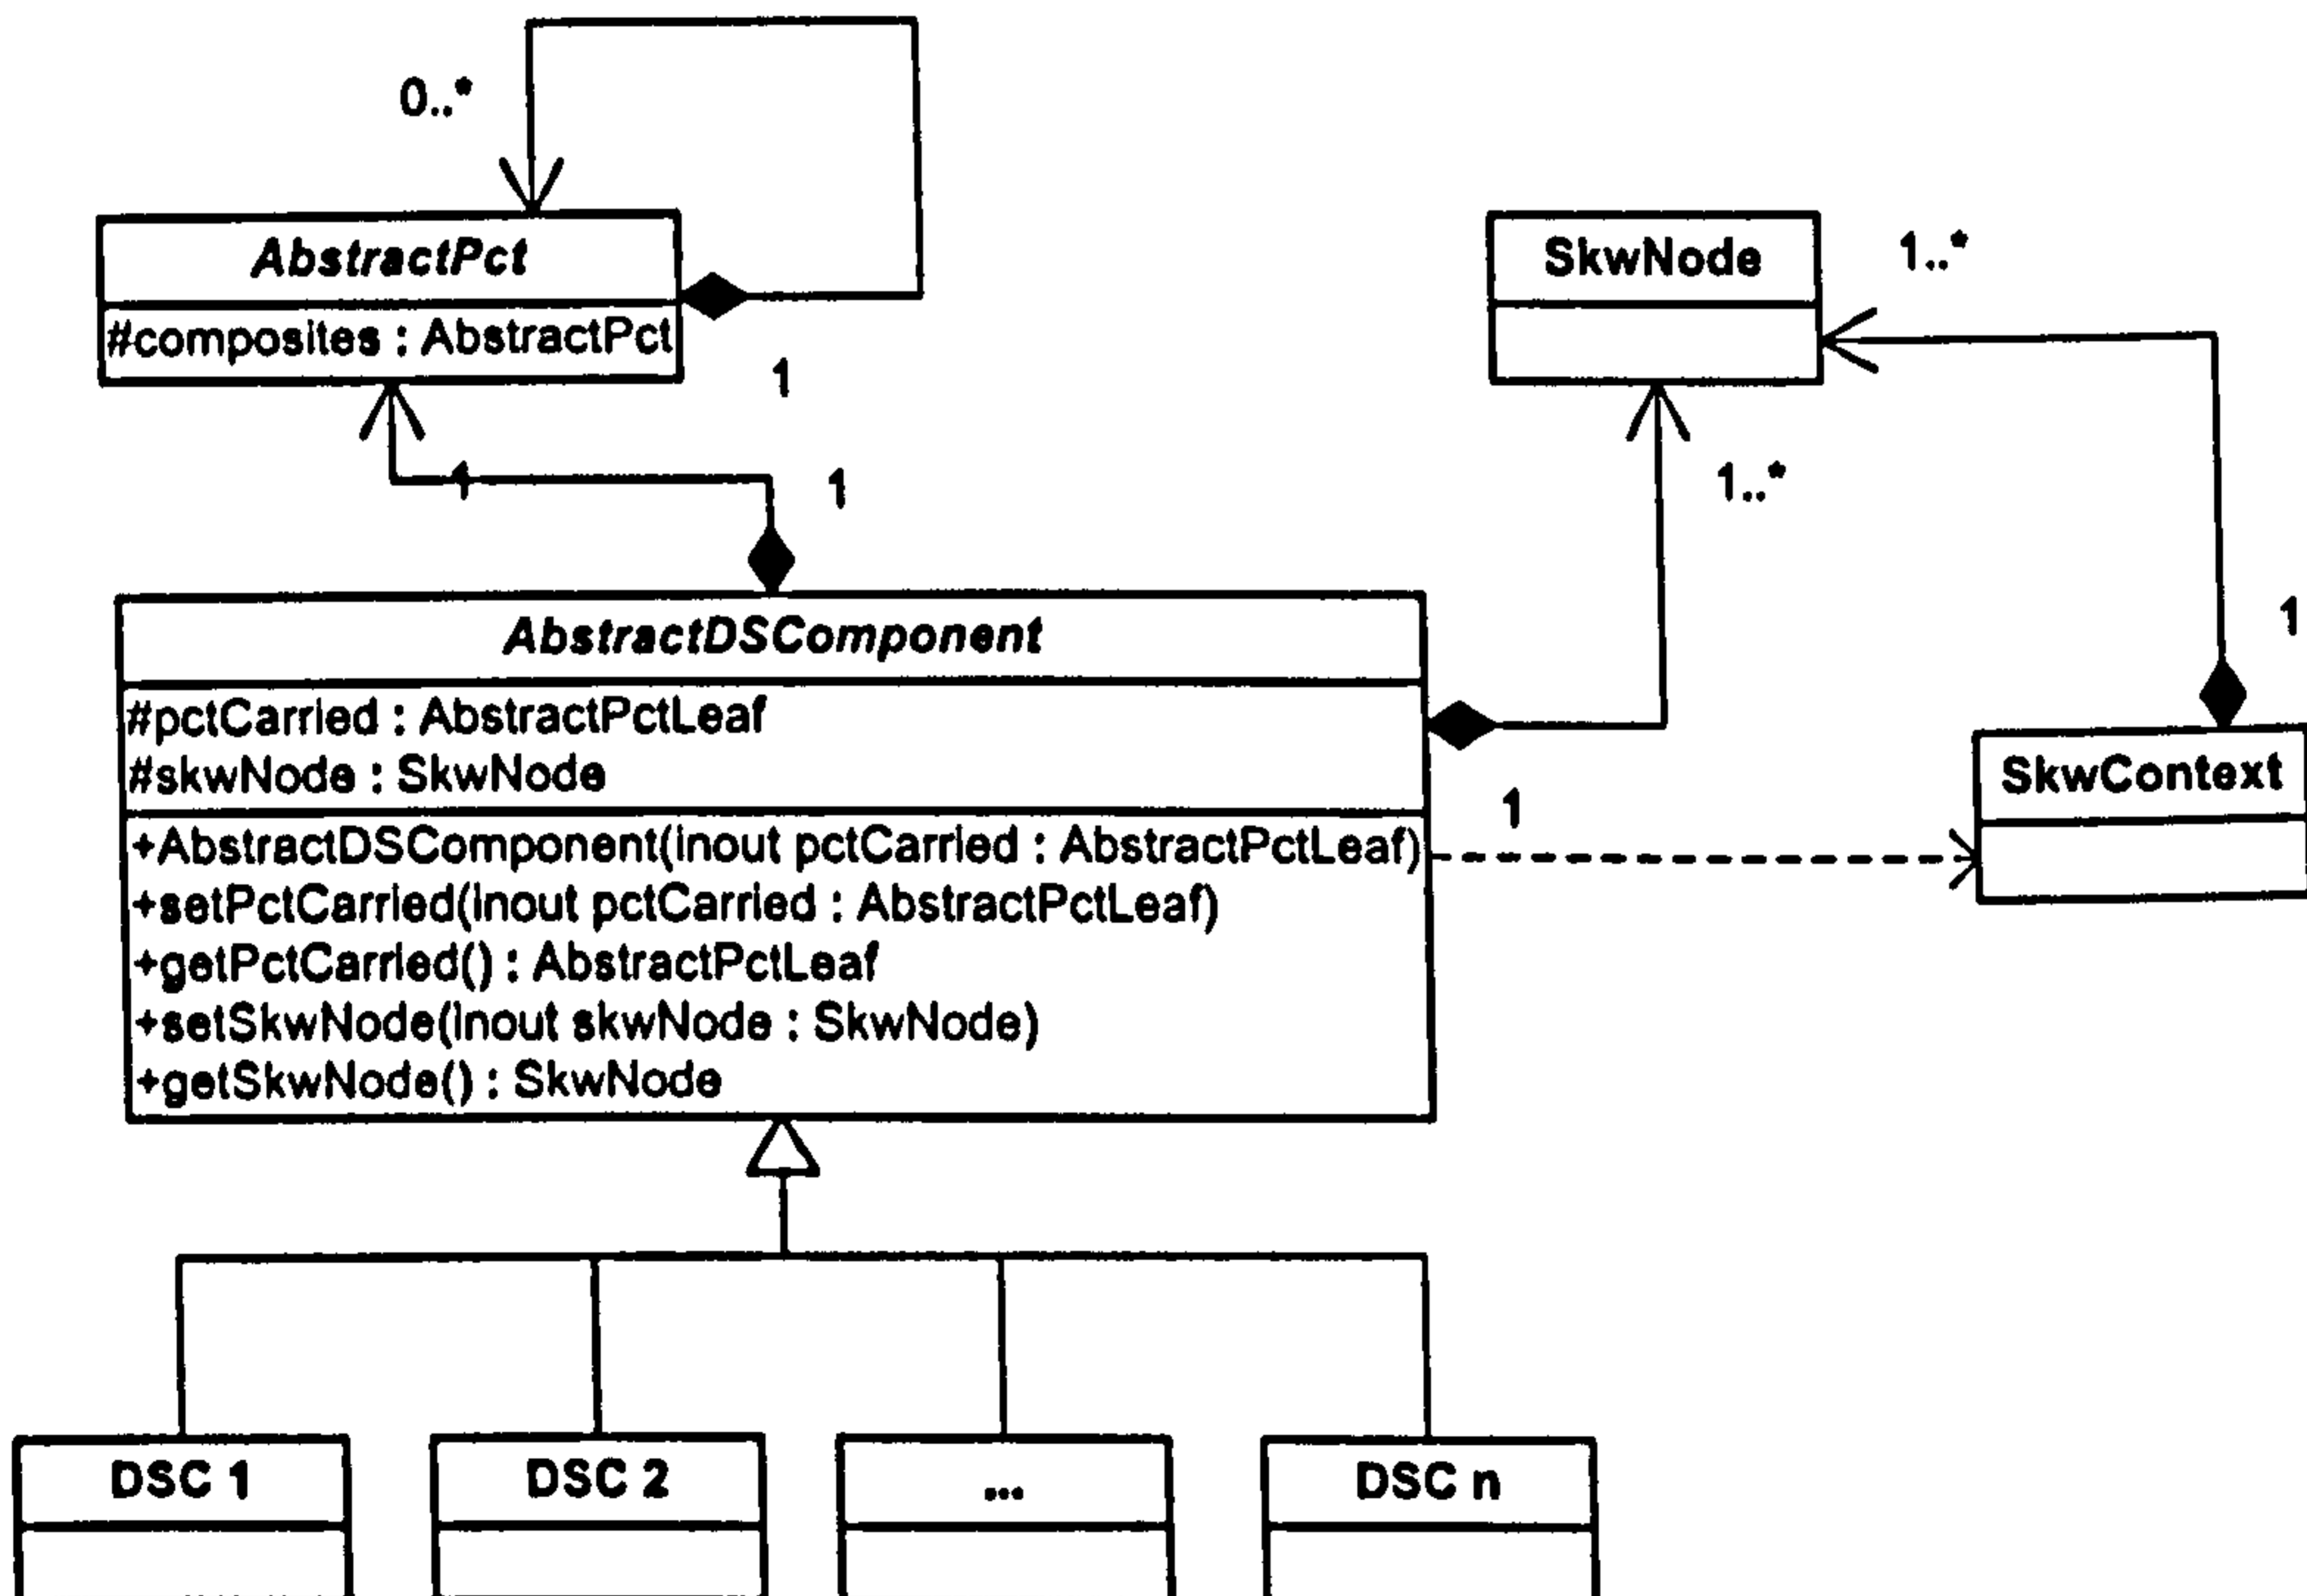 0..*
AbstractPct
#composites : AbstractPct
1
SkwNode
1..*
1
1
1..*
AbstractDSComponent
#pctCarried : AbstractPctLeaf
#skwNode : SkwNode
+AbstractDSComponent(inout pctCarried : AbstractPctLeaf)
+setPctCarried(inout pctCarried : AbstractPctLeaf)
+getPctCarried() : AbstractPctLeaf
+setSkwNode(inout skwNode : SkwNode)
+getSkwNode() : SkwNode
1
1
SkwContext
DSC 1
DSC 2
...
DSC n